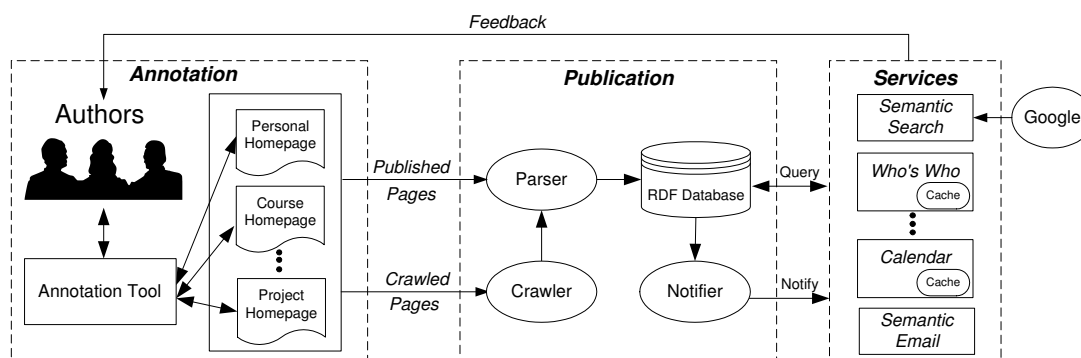 Feedback
Annotation
Authors
Personal
Homepage
Course
Homepage
Project
Homepage
Annotation Tool
Published
Pages
Crawled
Pages
Publication
Parser
RDF Database
Crawler
Notifier
Query
Notify
Services
Semantic
Search
Google
Who's Who
Cache
Calendar
Cache
Semantic
Email